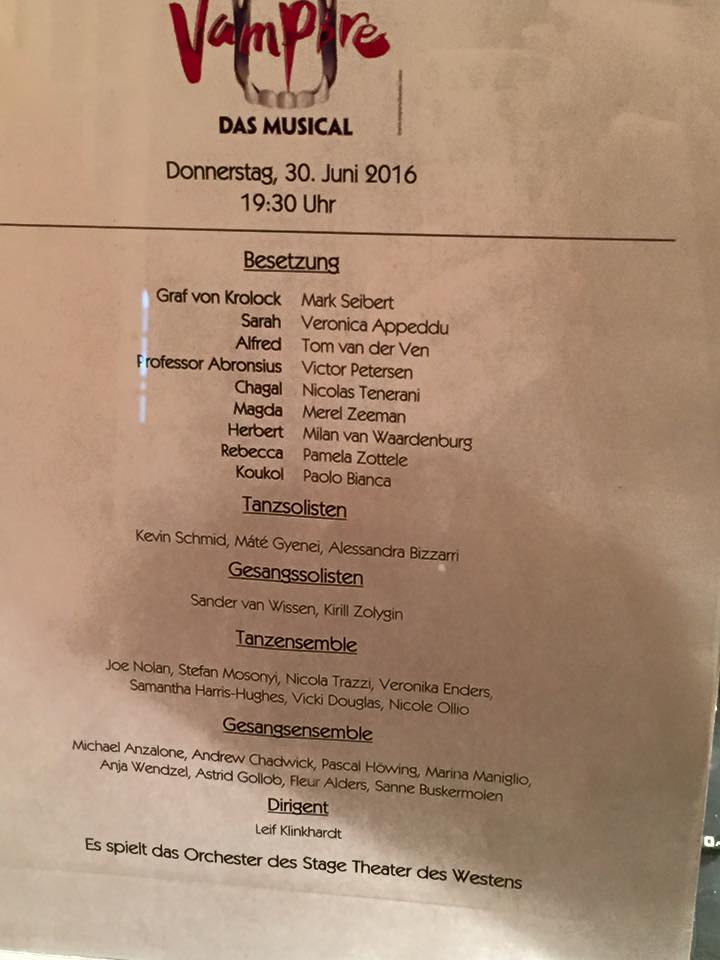 Vampire
DAS MUSICAL
Donnerstag, 30. Juni 2016
19:30 Uhr
Besetzung
Graf von Krolock Mark Seibert
Sarah Veronica Appeddu
Alfred Tom van der Ven
Professor Abronsius Victor Petersen
Chagal Nicolas Tenerani
Magda Merel Zeeman
Herbert Milan van Waardenburg
Rebecca Pamela Zottele
Koukol Paolo Bianca
Tanzsolisten
Kevin Schmid, Máté Gyenei, Alessandra Bizzarri
Gesangssolisten
Sander van Wissen, Kirill Zolygin
Tanzensemble
Joe Nolan, Stefan Mosonyi, Nicola Trazzi, Veronika Enders,
Samantha Harris-Hughes, Vicki Douglas, Nicole Ollio
Gesangsensemble
Michael Anzalone, Andrew Chadwick, Pascal Höwing, Marina Maniglio,
Anja Wendzel, Astrid Gollob, Fleur Alders, Sanne Buskermolen
Dirigent
Leif Klinkhardt
Es spielt das Orchester des Stage Theater des Westens